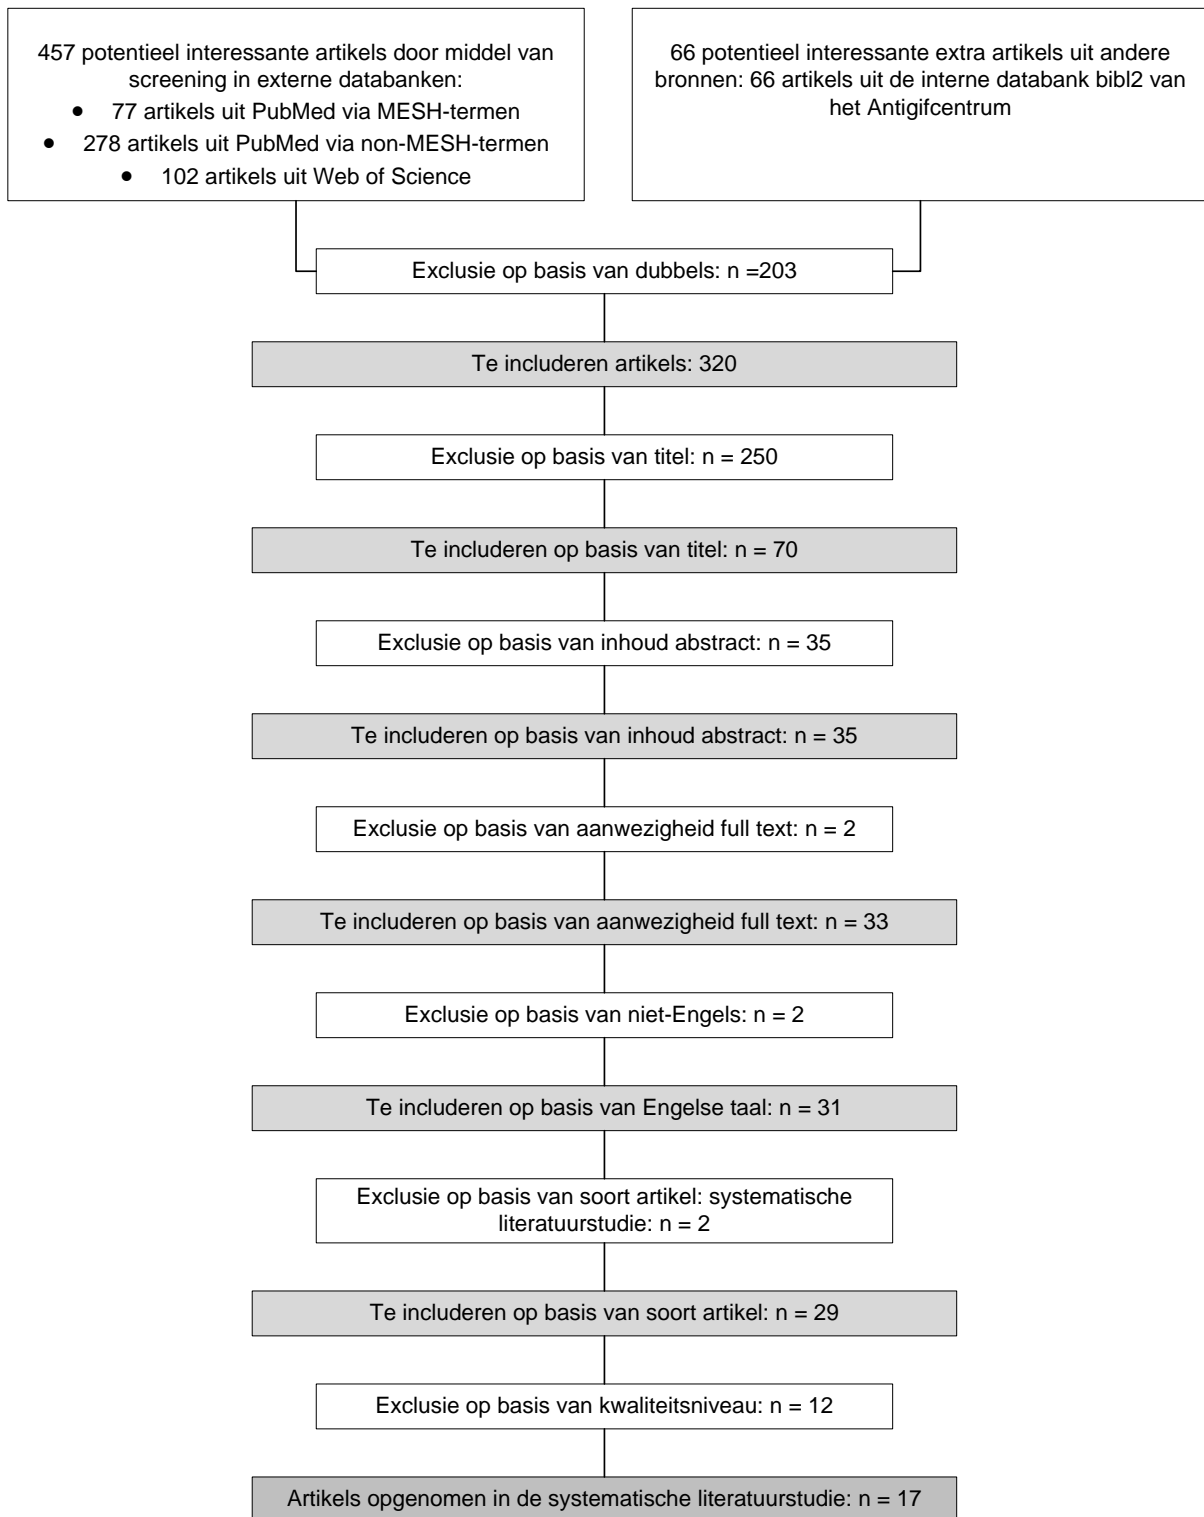 457 potentieel interessante artikels door middel van
screening in externe databanken:
• 77 artikels uit PubMed via MESH-termen
• 278 artikels uit PubMed via non-MESH-termen
• 102 artikels uit Web of Science
66 potentieel interessante extra artikels uit andere
bronnen: 66 artikels uit de interne databank bibl2 van
het Antigifcentrum
Exclusie op basis van dubbels: n =203
Te includeren artikels: 320
Exclusie op basis van titel: n = 250
Te includeren op basis van titel: n = 70
Exclusie op basis van inhoud abstract: n = 35
Te includeren op basis van inhoud abstract: n = 35
Exclusie op basis van aanwezigheid full text: n = 2
Te includeren op basis van aanwezigheid full text: n = 33
Exclusie op basis van niet-Engels: n = 2
Te includeren op basis van Engelse taal: n = 31
Exclusie op basis van soort artikel: systematische
literatuurstudie: n = 2
Te includeren op basis van soort artikel: n = 29
Exclusie op basis van kwaliteitsniveau: n = 12
Artikels opgenomen in de systematische literatuurstudie: n = 17